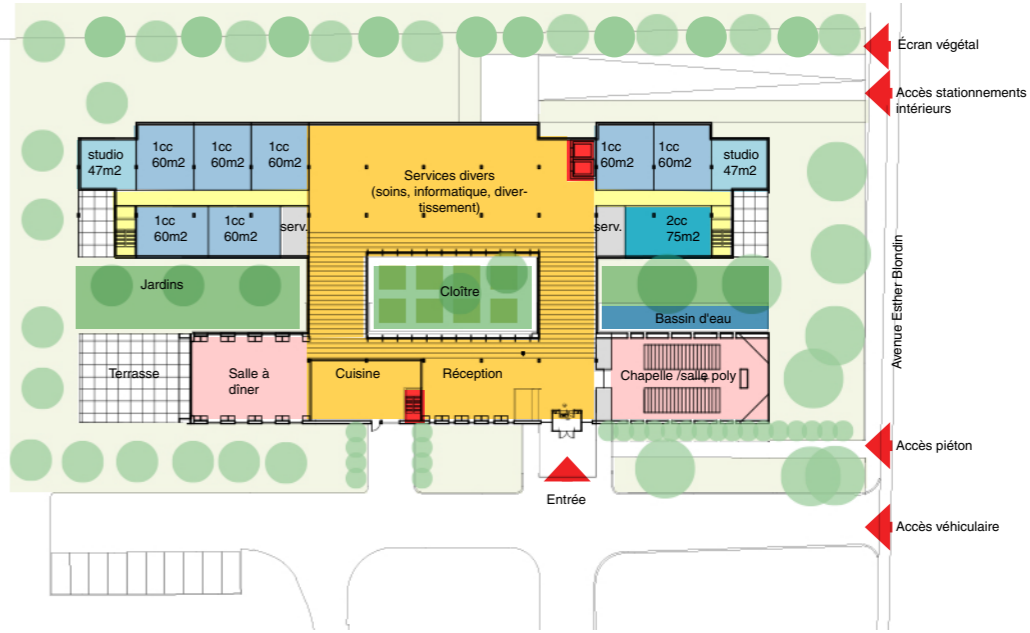 Écran végétal
Accès stationnements
intérieurs
studio
47m2
1cc
60m2
1cc
60m2
1cc
60m2
Services divers
(soins, informatique, diver-
tissement)
1cc
60m2
1cc
60m2
studio
47m2
1cc
60m2
1cc
60m2
serv.
serv.
2cc
75m2
Jardins
Cloître
Bassin d'eau
Avenue Esther Blondin
Terrasse
Salle à
dîner
Cuisine
Réception
Chapelle /salle poly
Accès piéton
Entrée
Accès véhiculaire